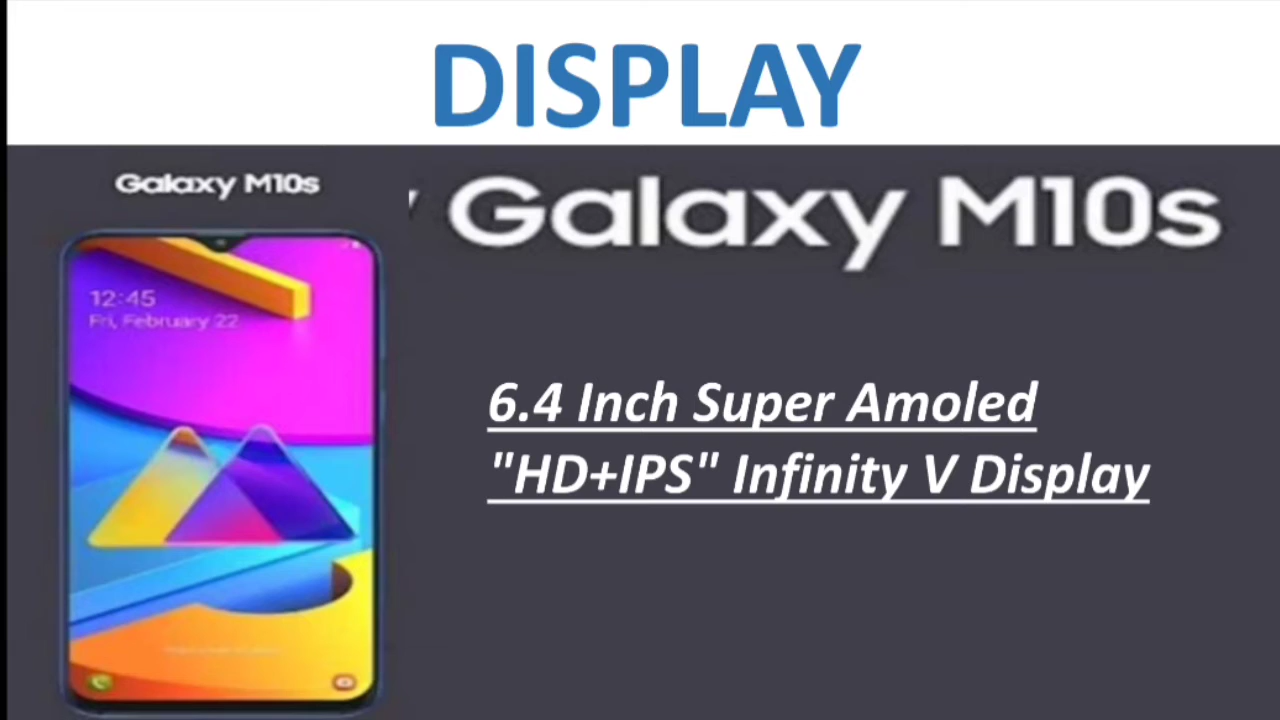 DISPLAY
Galaxy M10s
Galaxy M10s
12:45
Fri, February 22
6.4 Inch Super Amoled
"HD+IPS" Infinity V Display